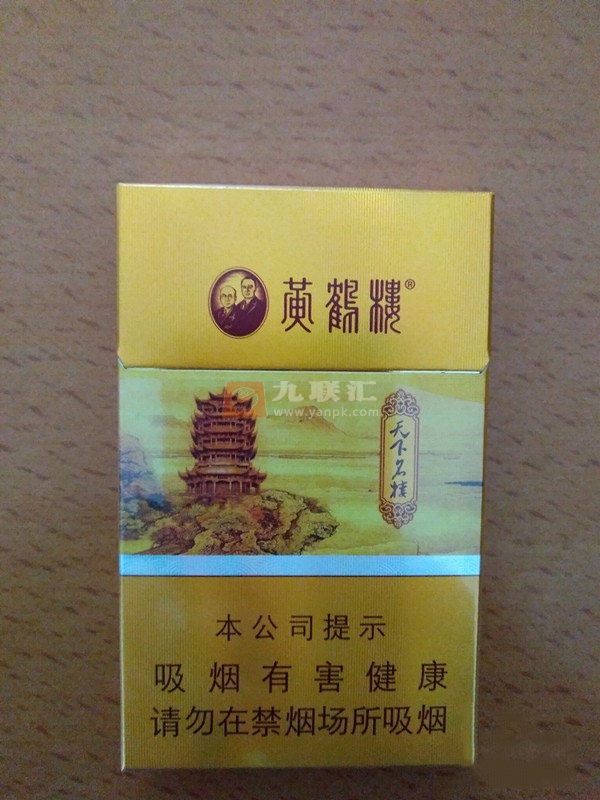 黄鹤楼®
九联汇
www.yanpk.com
天下名楼
本公司提示
吸烟有害健康
请勿在禁烟场所吸烟